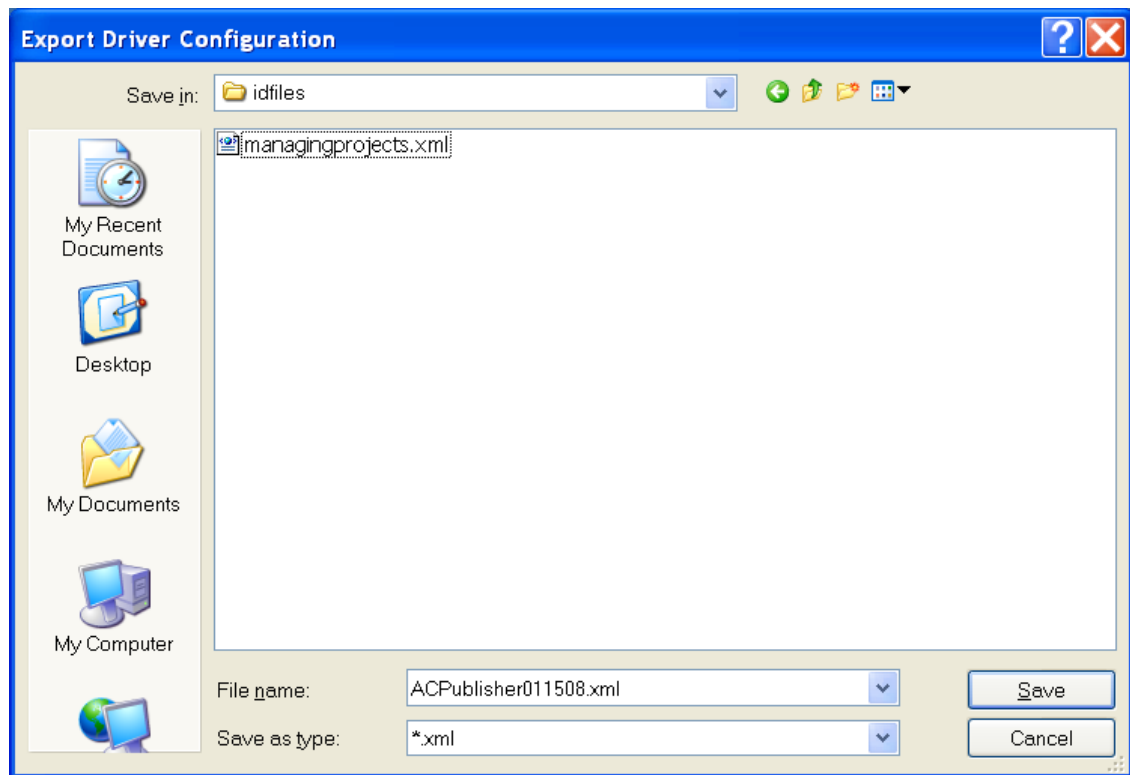 Export Driver Configuration
Save in:
idfiles
managingprojects.xml
My Recent
Documents
Desktop
My Documents
My Computer
File name:
ACPublisher011508.xml
Save
Save as type:
*.xml
Cancel